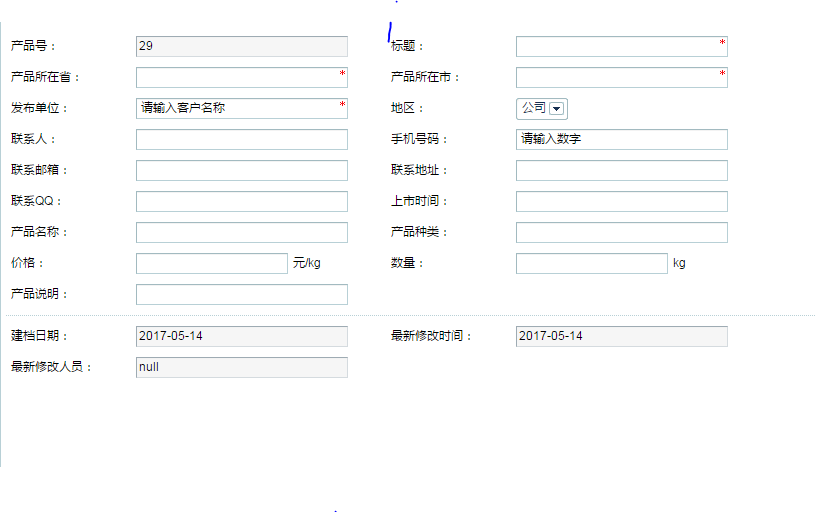 产品号： 29 标题： *
产品所在省： * 产品所在市： *
发布单位： 请输入客户名称 * 地区： 公司
联系人： 手机号码： 请输入数字
联系邮箱： 联系地址：
联系QQ： 上市时间：
产品名称： 产品种类：
价格： 元/kg 数量： kg
产品说明：
建档日期： 2017-05-14 最新修改时间： 2017-05-14
最新修改人员： null